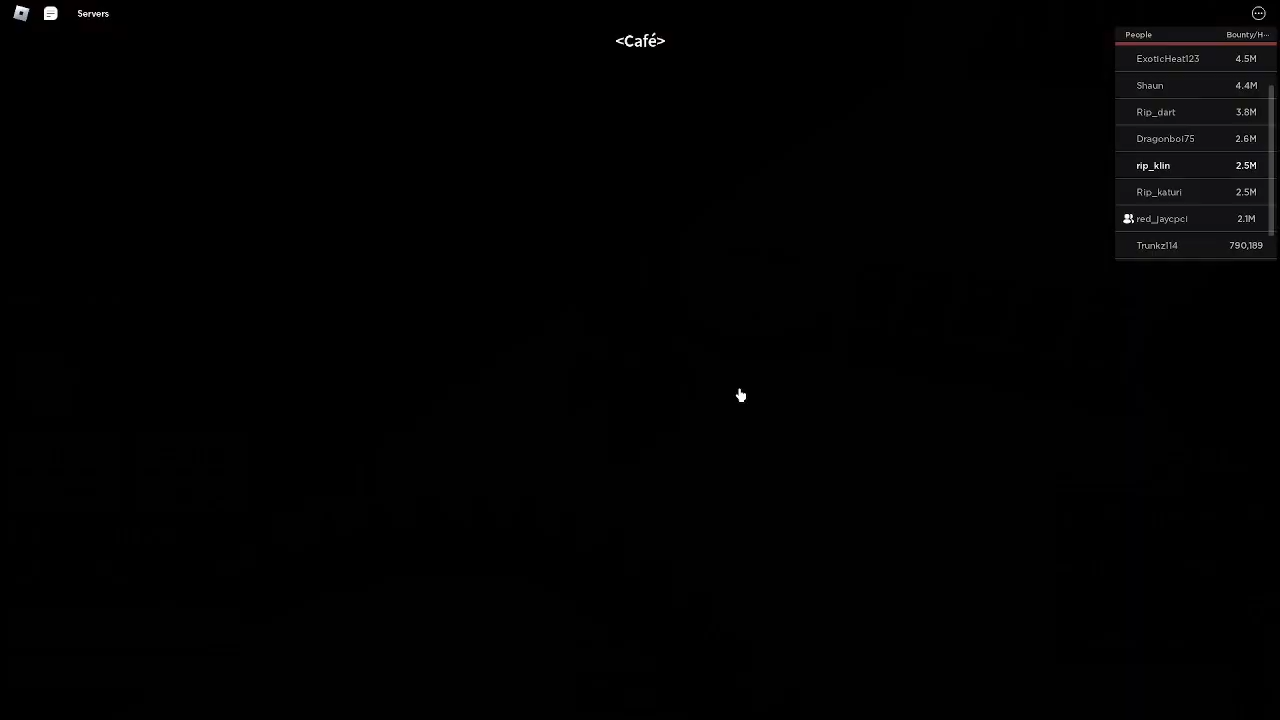 Servers
<Café>
People Bounty/H...
ExoticHeat123 4.5M
Shaun 4.4M
Rip_dart 3.8M
Dragonboi75 2.6M
rip_klin 2.5M
Rip_katuri 2.5M
red_jaycpci 2.1M
Trunkz114 790,189